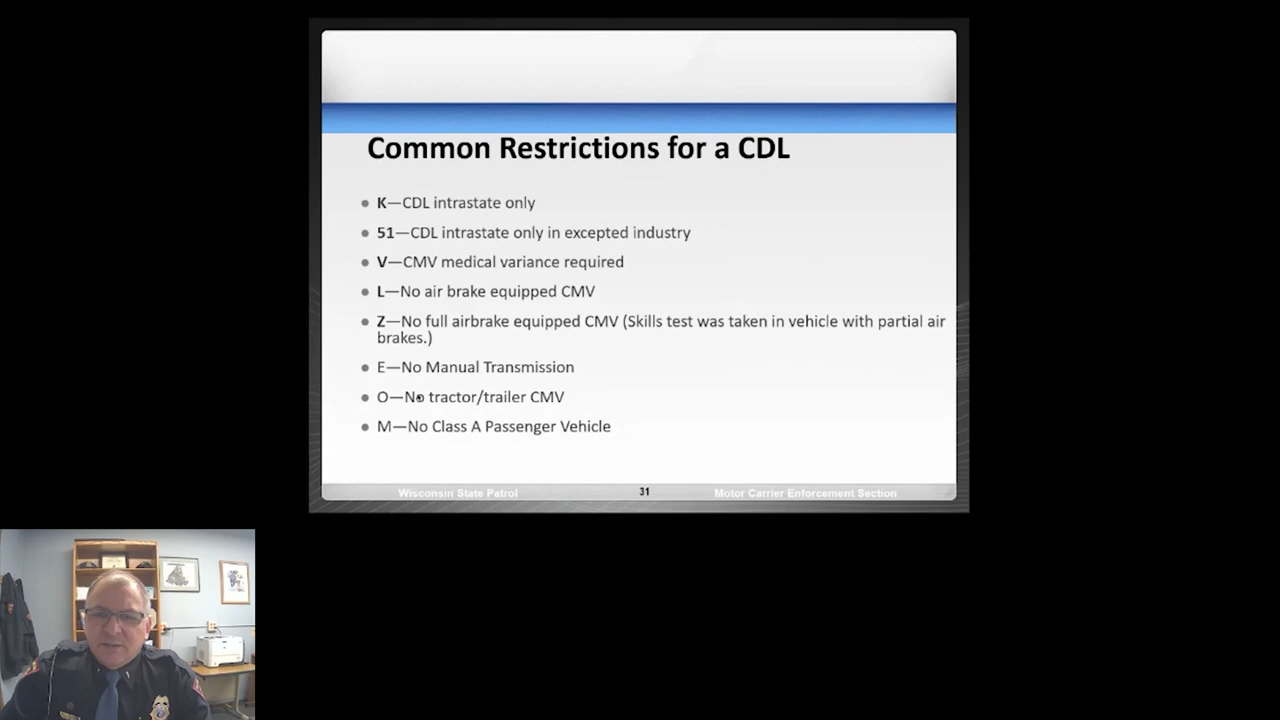 Common Restrictions for a CDL
K—CDL intrastate only
51—CDL intrastate only in excepted industry
V—CMV medical variance required
L—No air brake equipped CMV
Z—No full airbrake equipped CMV (Skills test was taken in vehicle with partial air
brakes.)
E—No Manual Transmission
O—No tractor/trailer CMV
M—No Class A Passenger Vehicle
Wisconsin State Patrol
31
Motor Carrier Enforcement Section